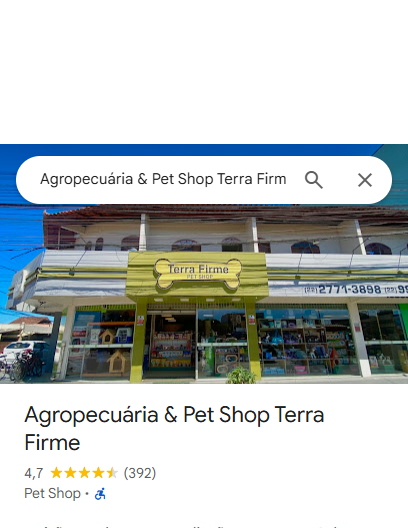 Agropecuária & Pet Shop Terra Firm
Terra Firme
PET SHOP
(22) 2771-3898 (22) 99
Agropecuária & Pet Shop Terra
Firme
4,7 (392)
Pet Shop ·